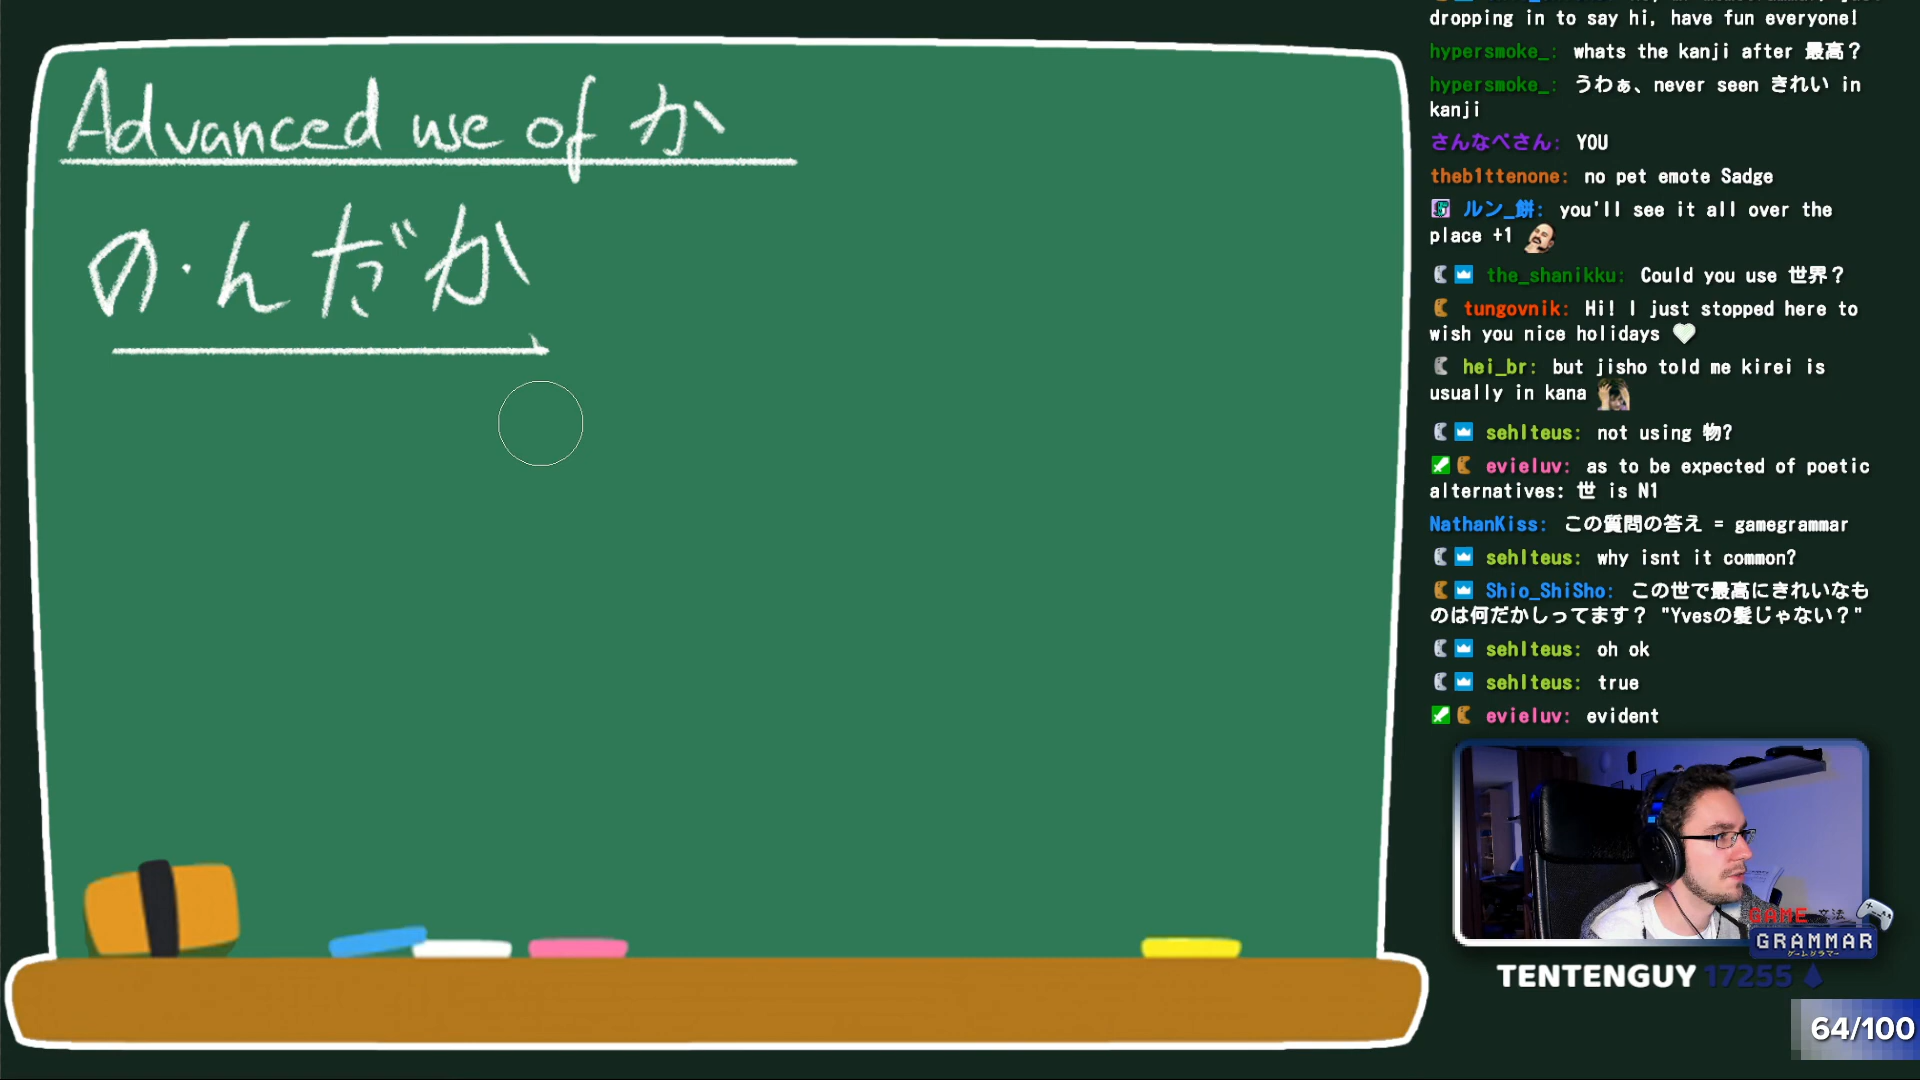 Advanced use of か
の・んだか
dropping in to say hi, have fun everyone!
hypersmoke_: whats the kanji after 最高?
hypersmoke_: うわぁ、never seen きれい in
kanji
さんなぺさん: YOU
theb1ttenone: no pet emote Sadge
ルン_餅: you'll see it all over the
place +1
the_shanikku: Could you use 世界?
tungovnik: Hi! I just stopped here to
wish you nice holidays
hei_br: but jisho told me kirei is
usually in kana
sehlteus: not using 物?
evieluv: as to be expected of poetic
alternatives: 世 is N1
NathanKiss: この質問の答え = gamegrammar
sehlteus: why isnt it common?
Shio_ShiSho: この世で最高にきれいなも
のは何だかしってます? "Yvesの髪じゃない?"
sehlteus: oh ok
sehlteus: true
evieluv: evident
GAME 文法
GRAMMAR
ゲームグラマー
TENTENGUY 17255
64/100